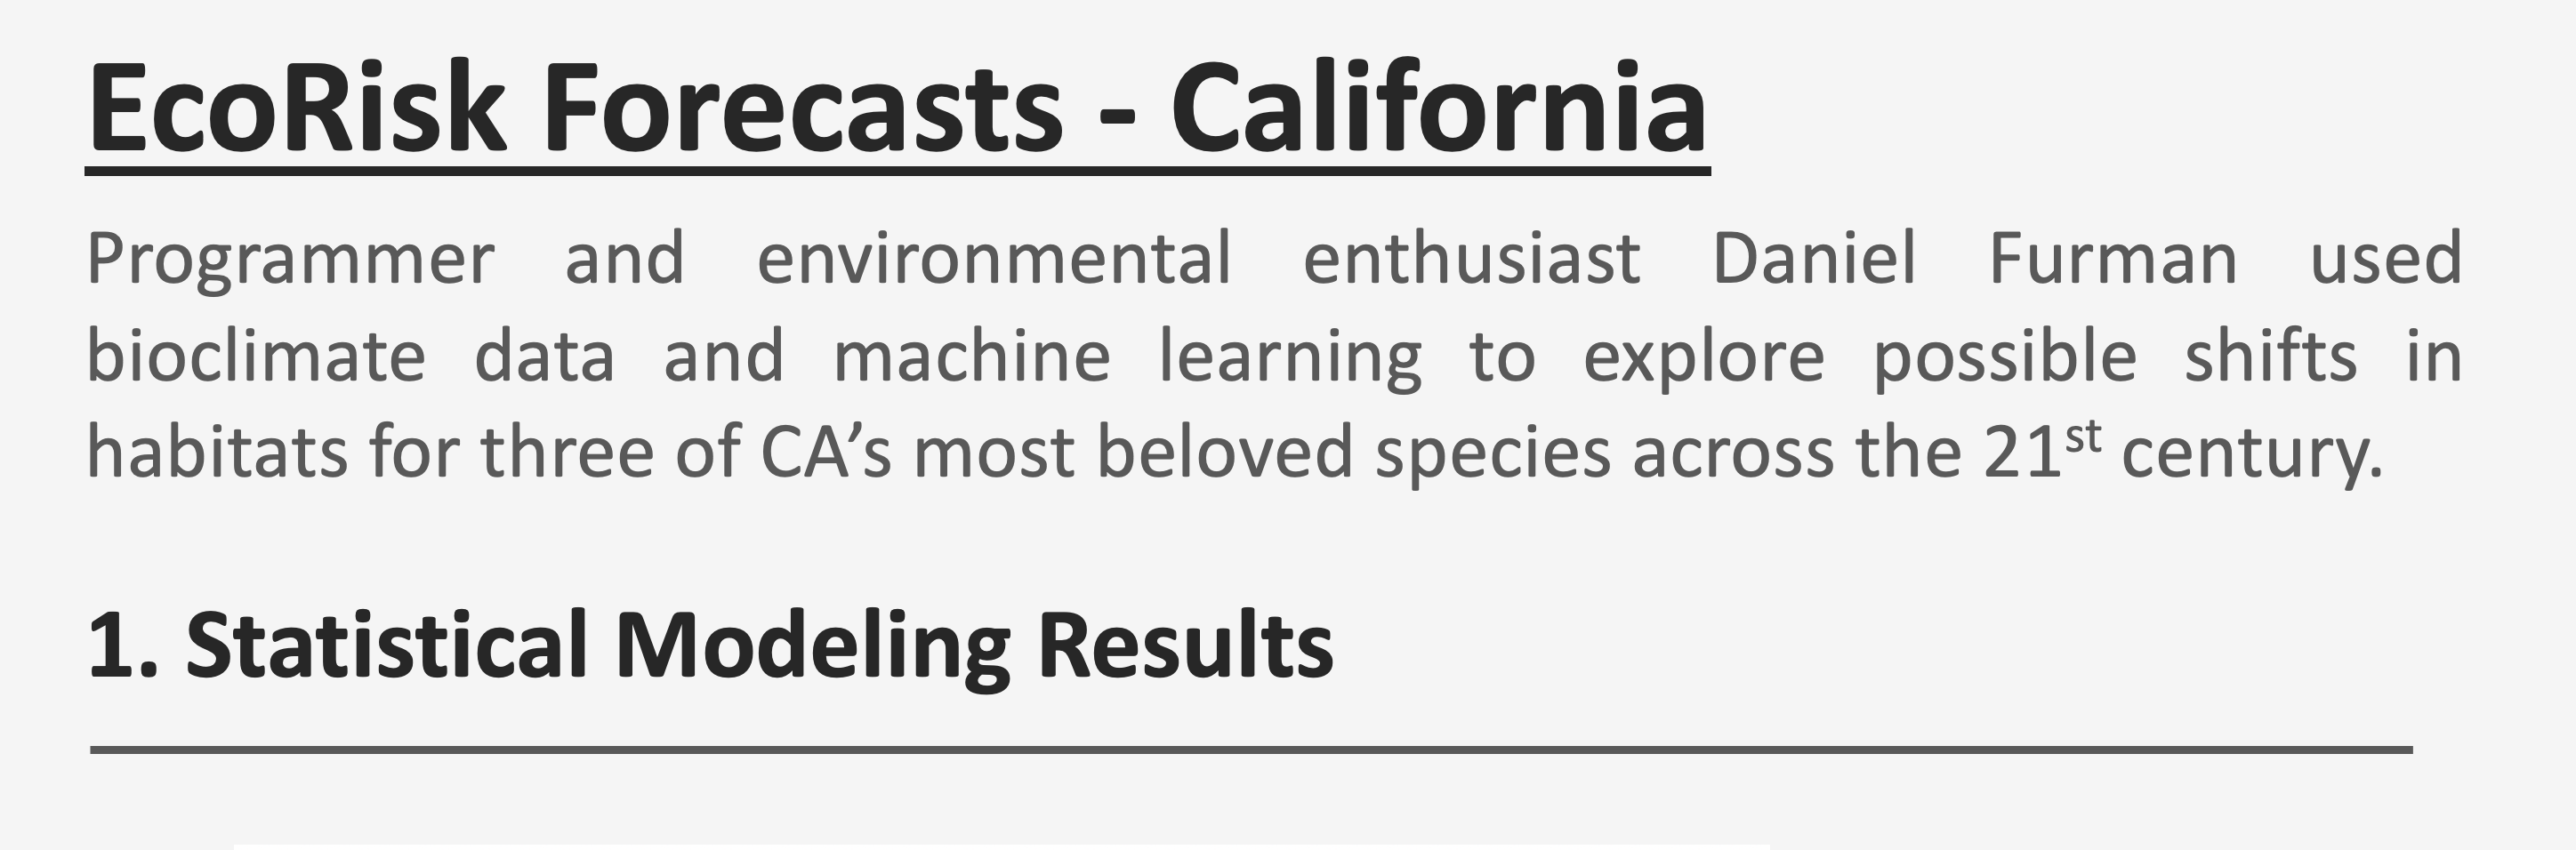 EcoRisk Forecasts - California
Programmer and environmental enthusiast Daniel Furman used
bioclimate data and machine learning to explore possible shifts in
habitats for three of CA’s most beloved species across the 21st century.
1. Statistical Modeling Results